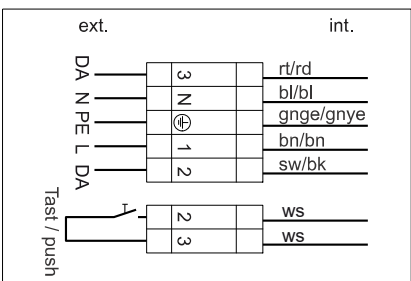 ext. int.
DA 3 rt/rd
N N bl/bl
PE gnge/gnye
L 1 bn/bn
DA 2 sw/bk
Tast / push
2 ws
3 ws